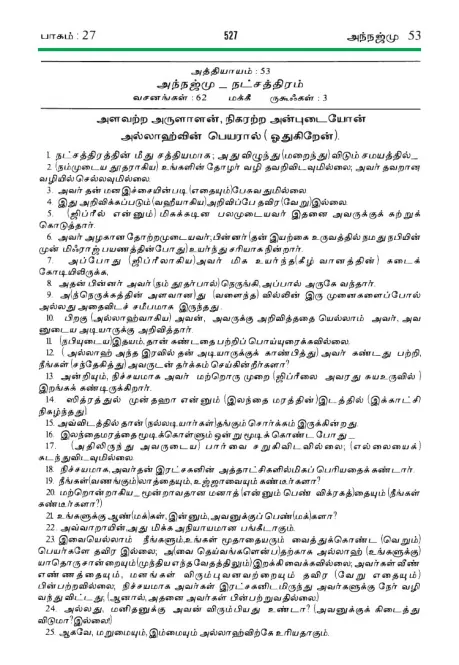 பாகம் : 27 527 அந்நஜ்மு 53
அத்தியாயம் : 53
அந்நஜ்மு _ நட்சத்திரம்
வசனங்கள் : 62 மக்கீ ருகூஃகள் : 3
அளவற்ற அருளாளன், நிகரற்ற அன்புடையோன்
அல்லாஹ்வின் பெயரால் ( ஓதுகிறேன்).
1. நட்சத்திரத்தின் மீது சத்தியமாக ; அது விழுந்து (மறைந்து) விடும் சமயத்தில்_
2. (நம்முடைய தூதராகிய) உங்களின் தோழர் வழி தவறிவிடவுமில்லை; அவர் தவறான
வழியில் செல்லவுமில்லை.
3. அவர் தன் மன இச்சையின்படி (எதையும்) பேசுவதுமில்லை
4. இது அறிவிக்கப்படும் (வஹீயாகிய) அறிவிப்பே தவிர (வேறு) இல்லை.
5. (ஜிப்ரீல் என்னும்) மிகக்கடின பலமுடையவர் இதனை அவருக்குக் கற்றுக்
கொடுத்தார்.
6. அவர் அழகான தோற்றமுடையவர்; பின்னர் (தன் இயற்கை உருவத்தில் நமது நபியின்
முன் மிஃராஜ் பயணத்தின்போது) உயர்ந்து சரியாக நின்றார்.
7. அப்போது (ஜிப்ரீலாகிய) அவர் மிக உயர்ந்த (கீழ் வானத்தின்) கடைக்
கோடியிலிருக்க,
8. அதன் பின்னர் அவர் (நம் தூதர்பால்) நெருங்கி, அப்பால் அருகே வந்தார்.
9. அ(ந்நெருக்கத்தின் அளவான)து (வளைந்த) வில்லின் இரு முனைகளைப்போல்
அல்லது அதைவிடச் சமீபமாக இருந்தது.
10. பிறகு (அல்லாஹ்வாகிய) அவன், அவருக்கு அறிவித்ததை யெல்லாம் அவர், அவ
னுடைய அடியாருக்கு அறிவித்தார்.
11. (நபியுடைய) இதயம், தான் கண்டதை பற்றிப் பொய்யுரைக்கவில்லை.
12. ( அல்லாஹ் அந்த இரவில் தன் அடியாருக்குக் காண்பித்து) அவர் கண்டது பற்றி,
நீங்கள் (சந்தேகித்து) அவருடன் தர்க்கம் செய்கின்றீர்களா?
13. அன்றியும், நிச்சயமாக அவர் மற்றொரு முறை (ஜிப்ரீலை அவரது சுயஉருவில் )
இறங்கக் கண்டிருக்கிறார்.
14. ஸித்ரத்துல் முன்தஹா என்னும் (இலந்தை மரத்தின்) இடத்தில் (இக்காட்சி
நிகழ்ந்தது)
15. அவ்விடத்தில் தான் (நல்லடியார்கள்) தங்கும் சொர்க்கம் இருக்கின்றது.
16 இலந்தைமரத்தை மூடிக்கொள்ளும் ஒன்று மூடிக் கொண்ட போது _
17. (அதிலிருந்து அவருடைய) பார்வை சறுகிவிடவில்லை; (எல்லையைக்)
கடந்துவிடவுமில்லை.
18. நிச்சயமாக, அவர் தன் இரட்சகனின் அத்தாட்சிகளில் மிகப் பெரியதைக் கண்டார்.
19. நீங்கள் (வணங்கும்) லாத்தையும், உஜ்ஜாவையும் கண்டீர்களா?
20. மற்றொன்றாகிய_ மூன்றாவதான மனாத் (என்னும் பெண் விக்ரகத்)தையும் (நீங்கள்
கண்டீர்களா?)
21. உங்களுக்கு ஆண்(மக்)கள், இன்னும், அவனுக்குப் பெண்(மக்)களா?
22. அவ்வாறாயின் அது மிக்க அநியாயமான பங்கீடாகும்.
23. இவையெல்லாம் நீங்களும், உங்கள் மூதாதையரும் வைத்துக்கொண்ட (வெறும்)
பெயர்களே தவிர இல்லை; அ(வை தெய்வங்களென்ப)தற்காக அல்லாஹ் (உங்களுக்கு)
யாதொரு சான்றையும் (முந்திய எந்த வேதத்திலும்) இறக்கிவைக்கவில்லை; அவர்கள் வீண்
எண்ணத்தையும், மனங்கள் விரும்புவனவற்றையும் தவிர (வேறு எதையும்)
பின்பற்றவில்லை; நிச்சயமாக அவர்கள் இரட்சகனிடமிருந்து அவர்களுக்கு நேர் வழி
வந்து விட்டது, (ஆனால், அதனை அவர்கள் பின்பற்றுவதில்லை)
24. அல்லது, மனிதனுக்கு அவன் விரும்பியது உண்டா? (அவனுக்குக் கிடைத்து
விடுமா? இல்லை!)
25. ஆகவே, மறுமையும், இம்மையும் அல்லாஹ்விற்கே உரியதாகும்.